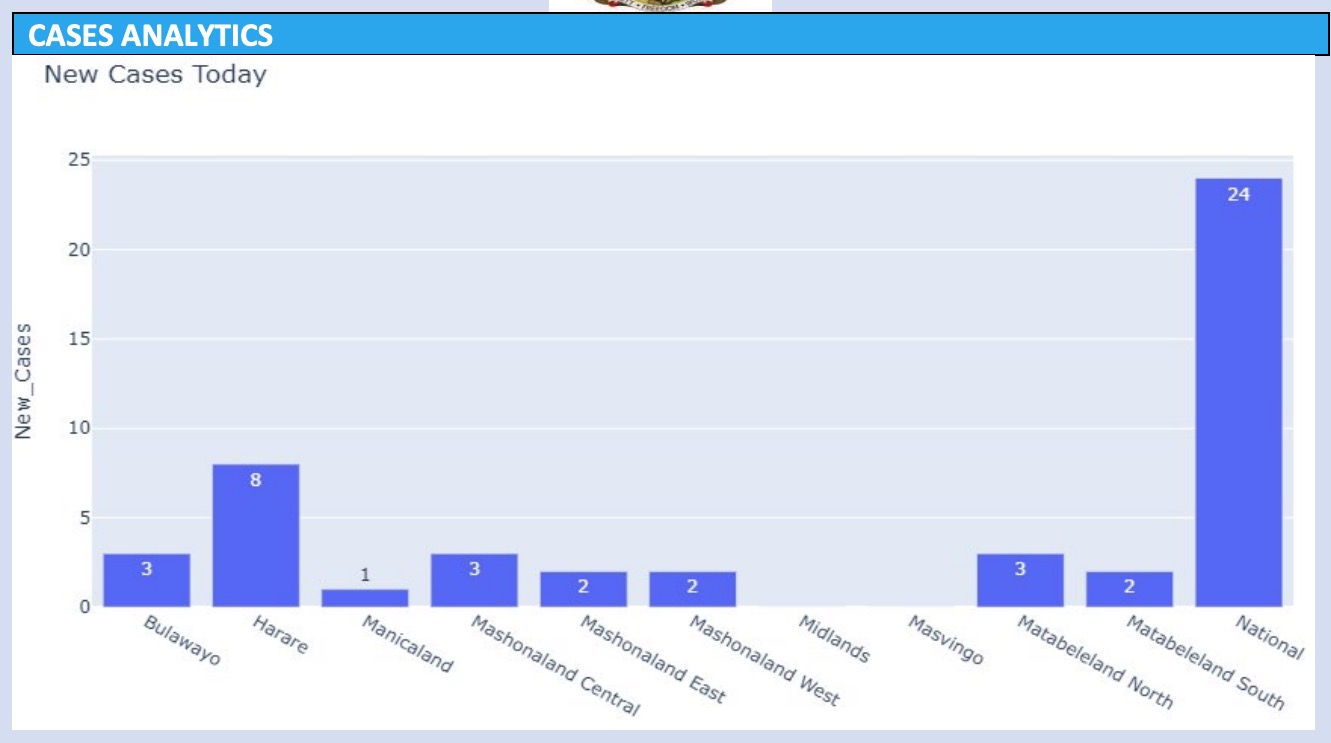 FREEDOM
CASES ANALYTICS
New Cases Today
New_Cases
25
20
15
10
5
0
3
8
1
3
2
2
3
2
24
Bulawayo
Harare
Manicaland
Mashonaland Central
Mashonaland East
Mashonaland West
Midlands
Masvingo
Matabeleland North
Matabeleland South
National